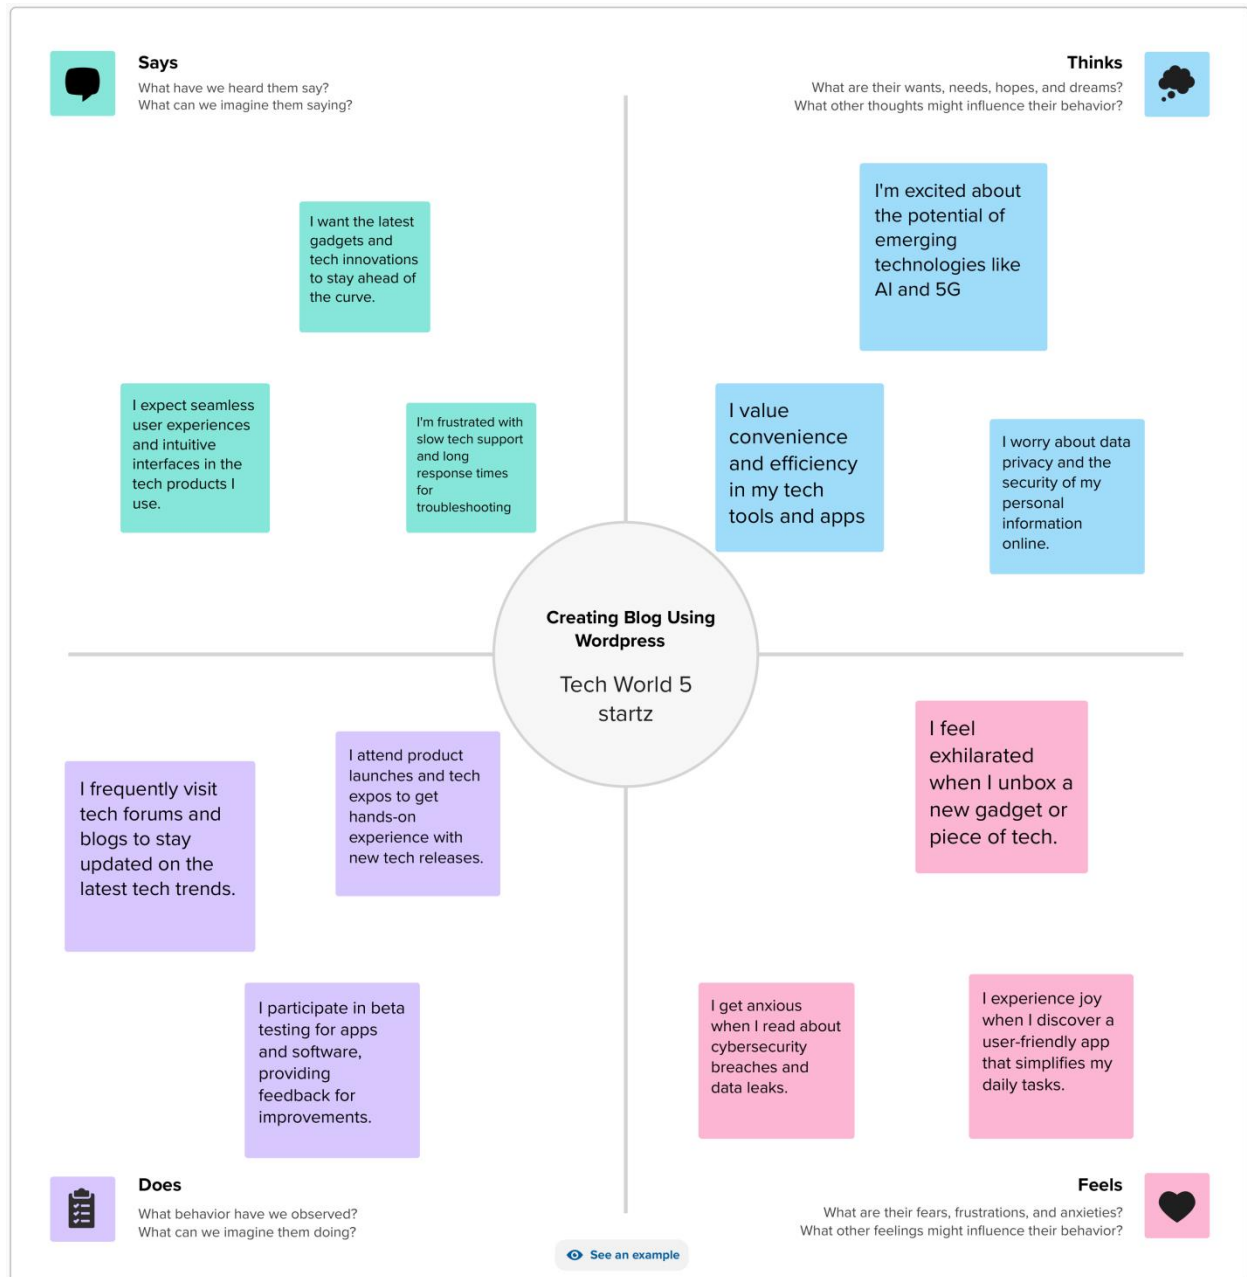 Says
What have we heard them say?
What can we imagine them saying?
I want the latest
gadgets and
tech innovations
to stay ahead of
the curve.
I expect seamless
user experiences
and intuitive
interfaces in the
tech products I
use.
I'm frustrated with
slow tech support
and long
response times
for
troubleshooting
Thinks
What are their wants, needs, hopes, and dreams?
What other thoughts might influence their behavior?
I'm excited about
the potential of
emerging
technologies like
AI and 5G
I value
convenience
and efficiency
in my tech
tools and apps
I worry about data
privacy and the
security of my
personal
information
online.
Creating Blog Using
Wordpress
Tech World 5
startz
I frequently visit
tech forums and
blogs to stay
updated on the
latest tech trends.
I attend product
launches and tech
expos to get
hands-on
experience with
new tech releases.
I participate in beta
testing for apps
and software,
providing
feedback for
improvements.
Does
What behavior have we observed?
What can we imagine them doing?
I feel
exhilarated
when I unbox a
new gadget or
piece of tech.
I get anxious
when I read about
cybersecurity
breaches and
data leaks.
I experience joy
when I discover a
user-friendly app
that simplifies my
daily tasks.
Feels
What are their fears, frustrations, and anxieties?
What other feelings might influence their behavior?
See an example